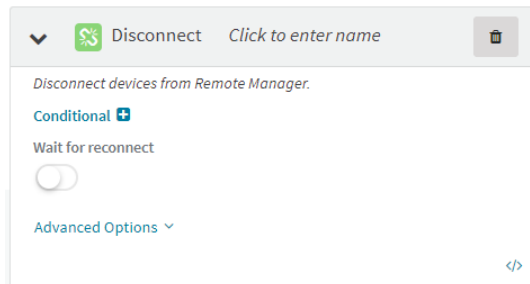 Disconnect Click to enter name
Disconnect devices from Remote Manager.
Conditional
Wait for reconnect
Advanced Options
</>